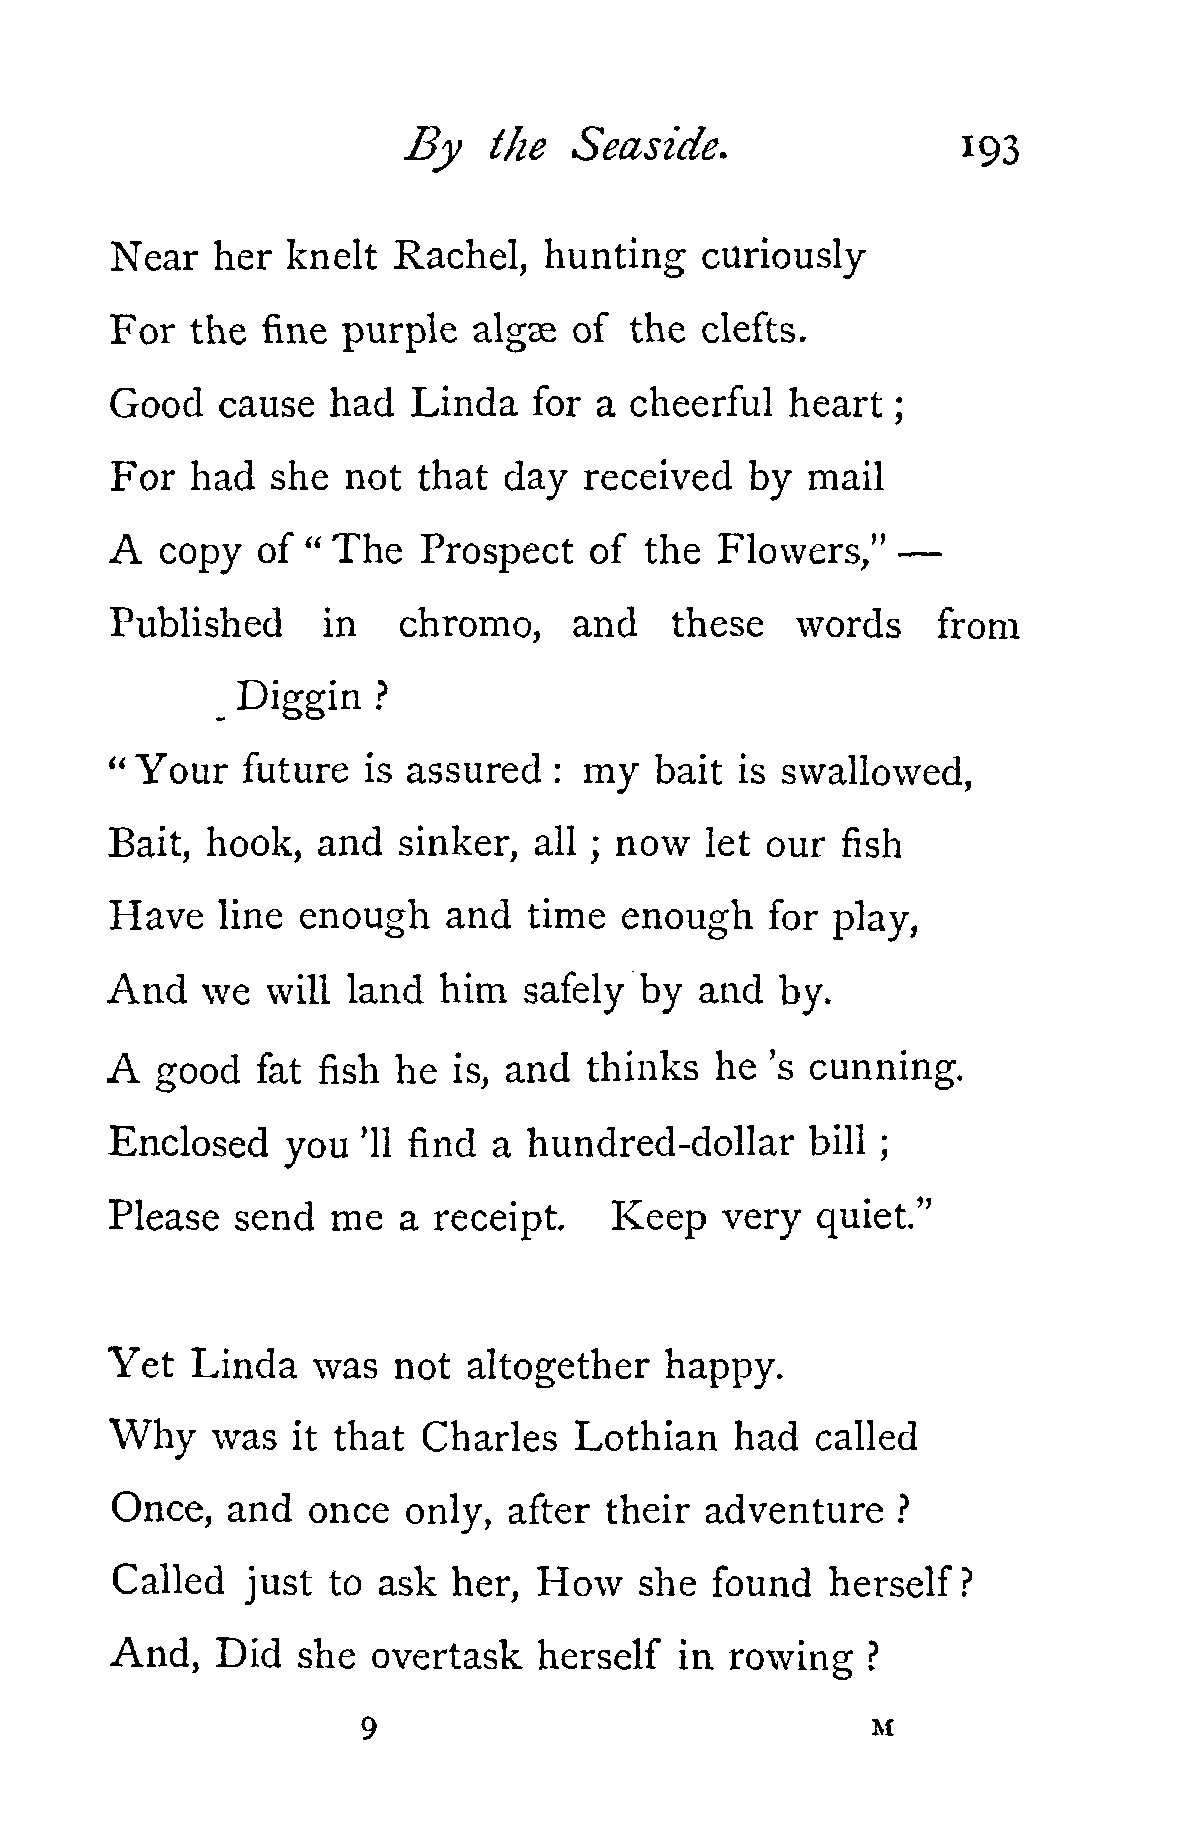 By the Seaside. 193
Near her knelt Rachel, hunting curiously
For the fine purple algæ of the clefts.
Good cause had Linda for a cheerful heart ;
For had she not that day received by mail
A copy of “ The Prospect of the Flowers,” —
Published in chromo, and these words from
Diggin ?
“ Your future is assured : my bait is swallowed,
Bait, hook, and sinker, all ; now let our fish
Have line enough and time enough for play,
And we will land him safely by and by.
A good fat fish he is, and thinks he ’s cunning.
Enclosed you ’ll find a hundred-dollar bill ;
Please send me a receipt. Keep very quiet.”
Yet Linda was not altogether happy.
Why was it that Charles Lothian had called
Once, and once only, after their adventure ?
Called just to ask her, How she found herself ?
And, Did she overtask herself in rowing ?
9 M